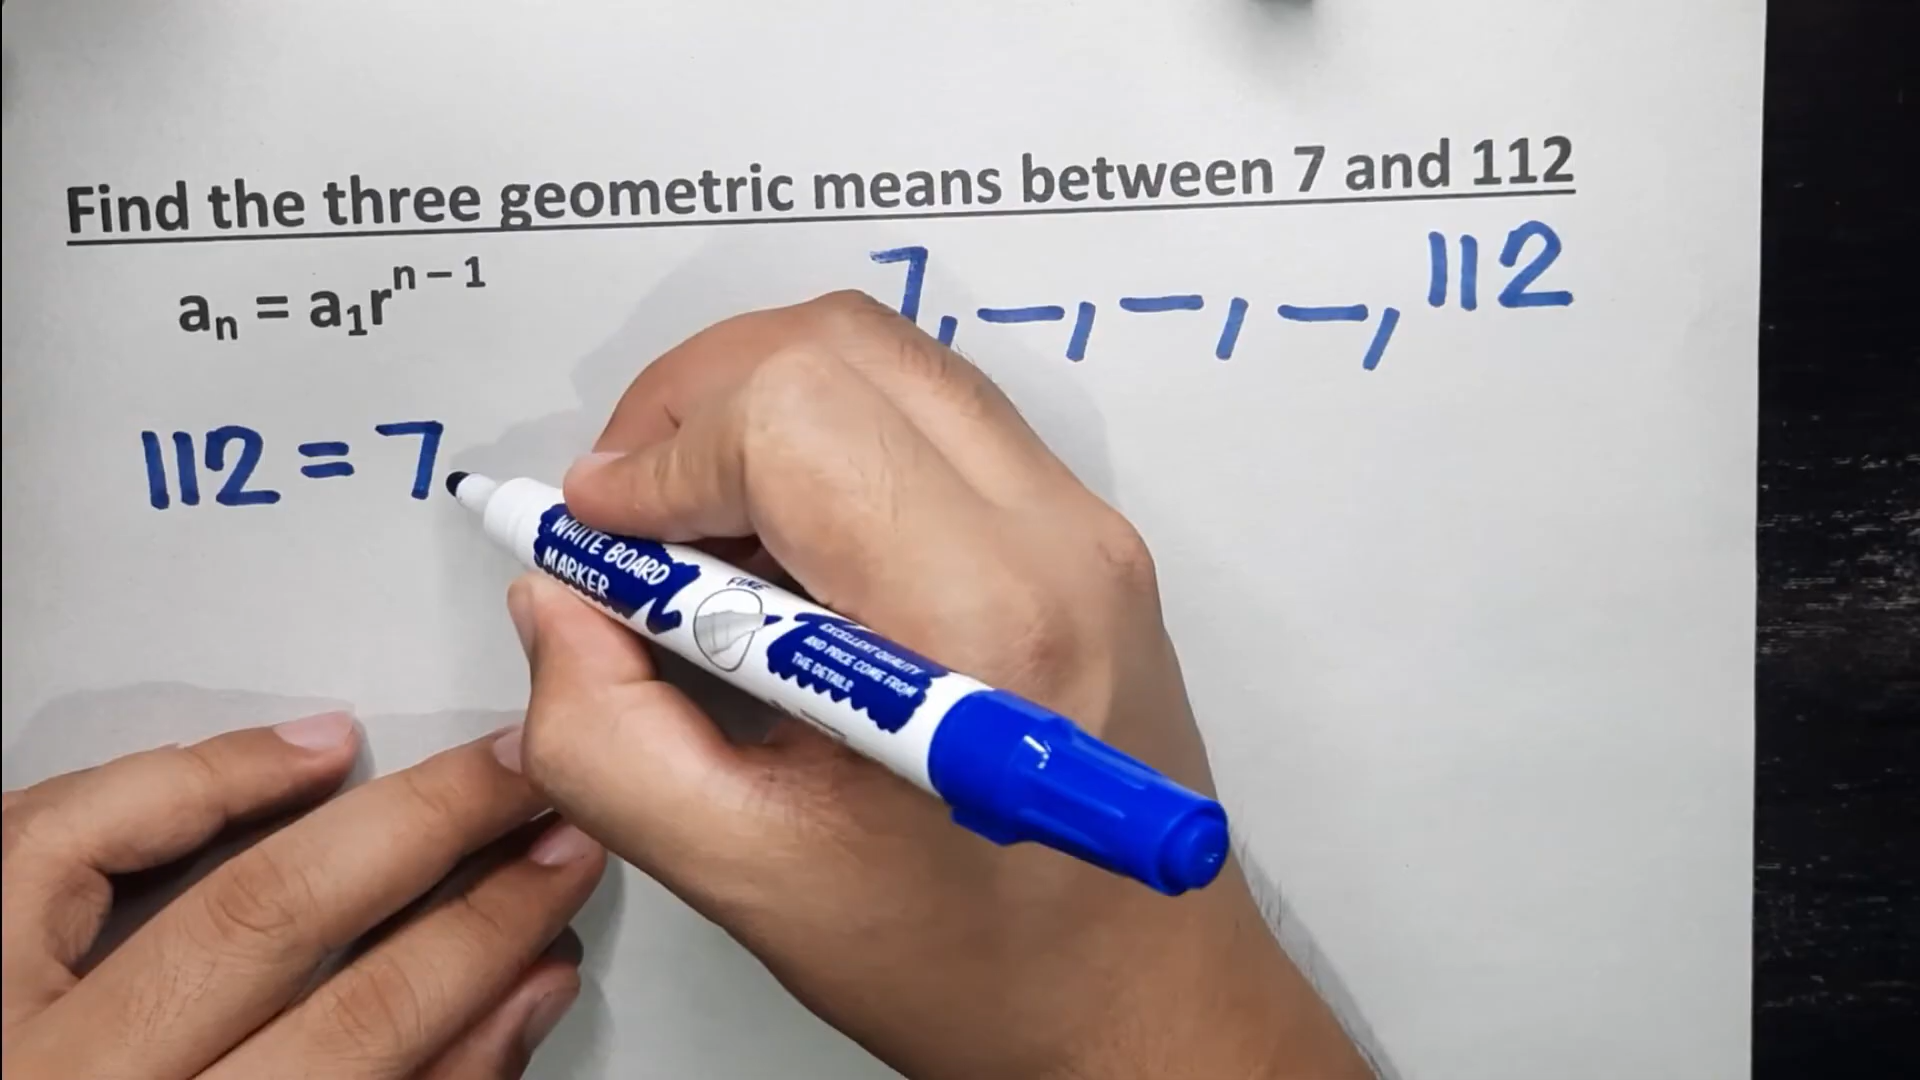 Find the three geometric means between 7 and 112
aₙ = a₁rⁿ⁻¹
7, _, _, _, 112
112 = 7
WHITE BOARD
MARKER
FINE
EXCELLENT QUALITY
AND PRICE COME FROM
THE DETAILS